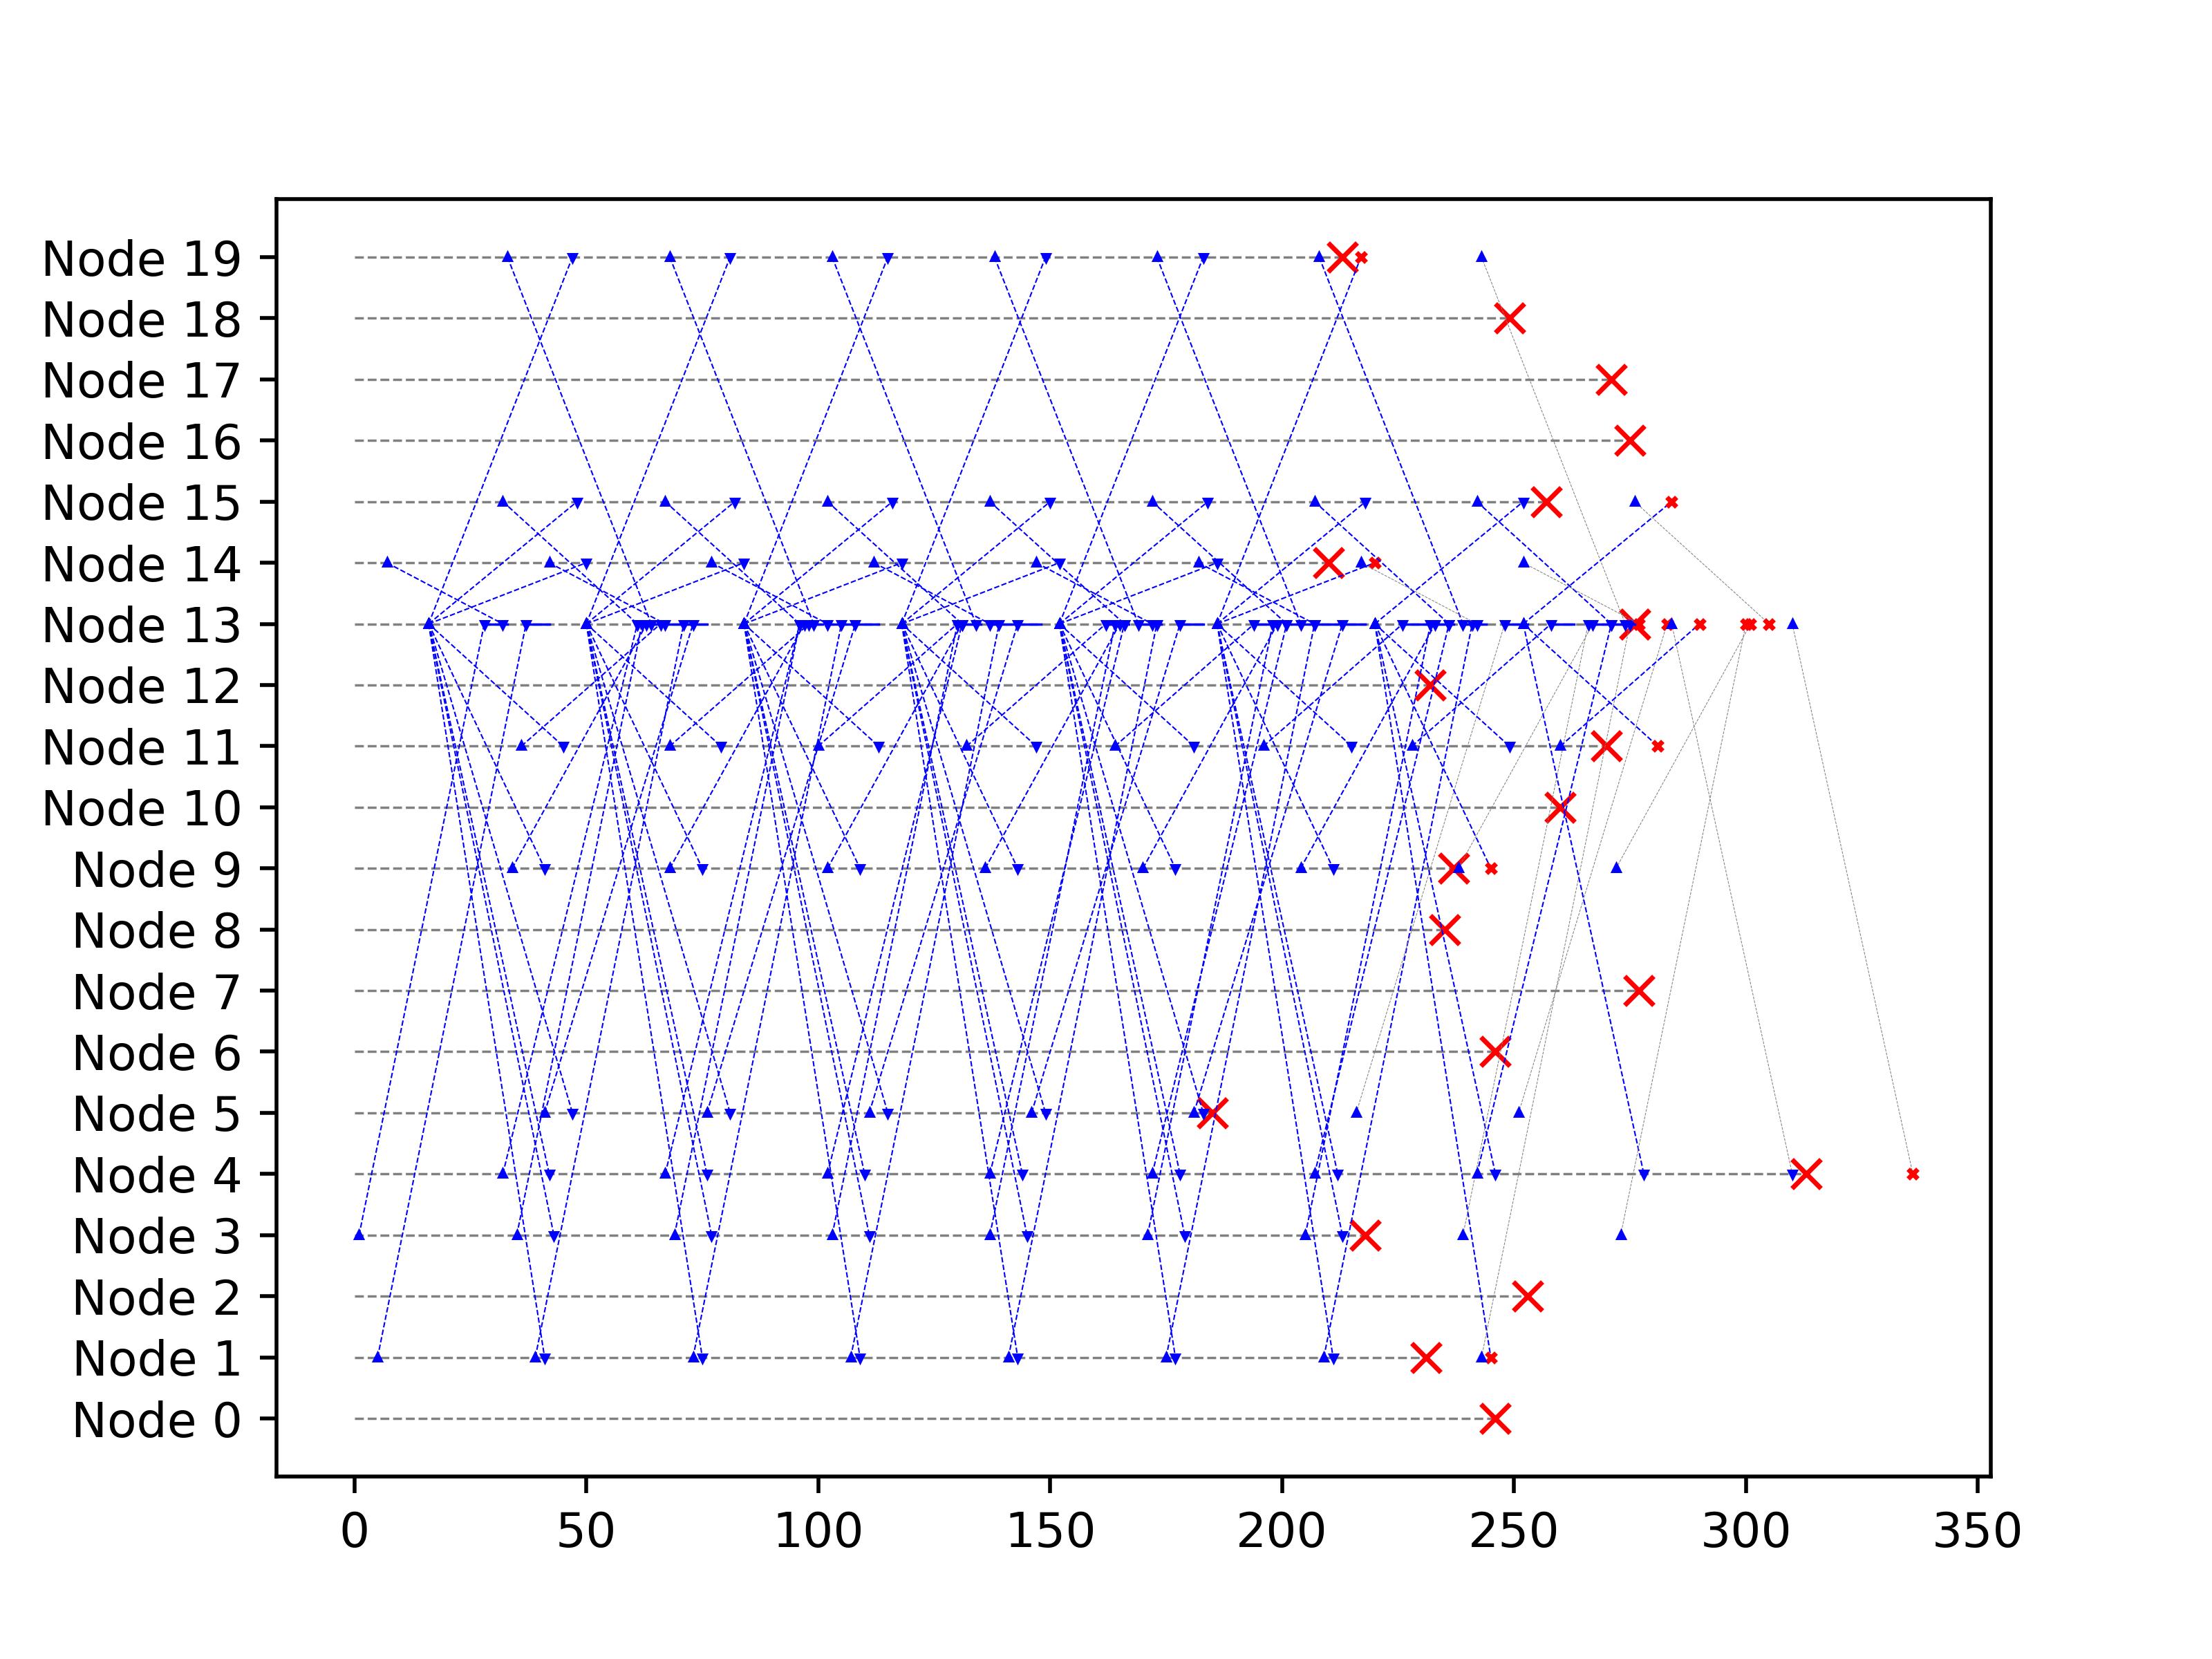 Node 19
Node 18
Node 17
Node 16
Node 15
Node 14
Node 13
Node 12
Node 11
Node 10
Node 9
Node 8
Node 7
Node 6
Node 5
Node 4
Node 3
Node 2
Node 1
Node 0
0 50 100 150 200 250 300 350